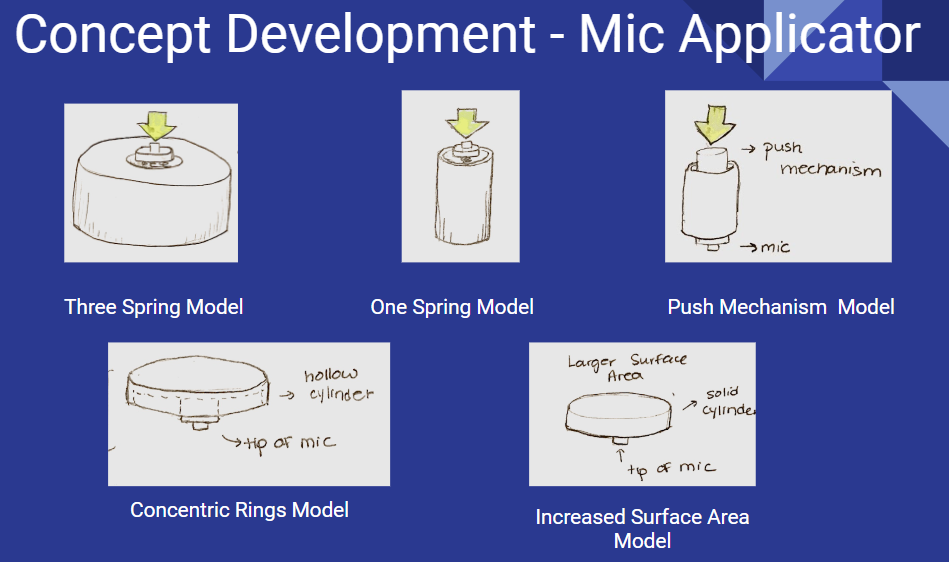 Concept Development - Mic Applicator
push
mechanism
mic
Three Spring Model
One Spring Model
Push Mechanism Model
hollow
cylinder
tip of mic
Larger Surface
Area
solid
cylinder
tip of mic
Concentric Rings Model
Increased Surface Area
Model